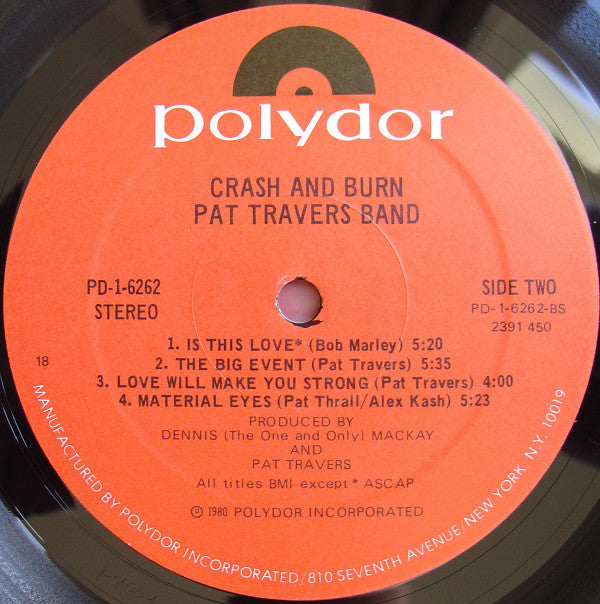 polydor
CRASH AND BURN
PAT TRAVERS BAND
PD-1-6262
STEREO
SIDE TWO
PD-1-6262-BS
2391 450
1. IS THIS LOVE* (Bob Marley) 5:20
2. THE BIG EVENT (Pat Travers) 5:35
3. LOVE WILL MAKE YOU STRONG (Pat Travers) 4:00
4. MATERIAL EYES (Pat Thrall/Alex Kash) 5:23
18
PRODUCED BY
DENNIS (The One and Only) MACKAY
AND
PAT TRAVERS
All titles BMI except * ASCAP
℗ 1980 POLYDOR INCORPORATED
MANUFACTURED BY POLYDOR INCORPORATED/810 SEVENTH AVENUE/NEW YORK, N.Y. 10019